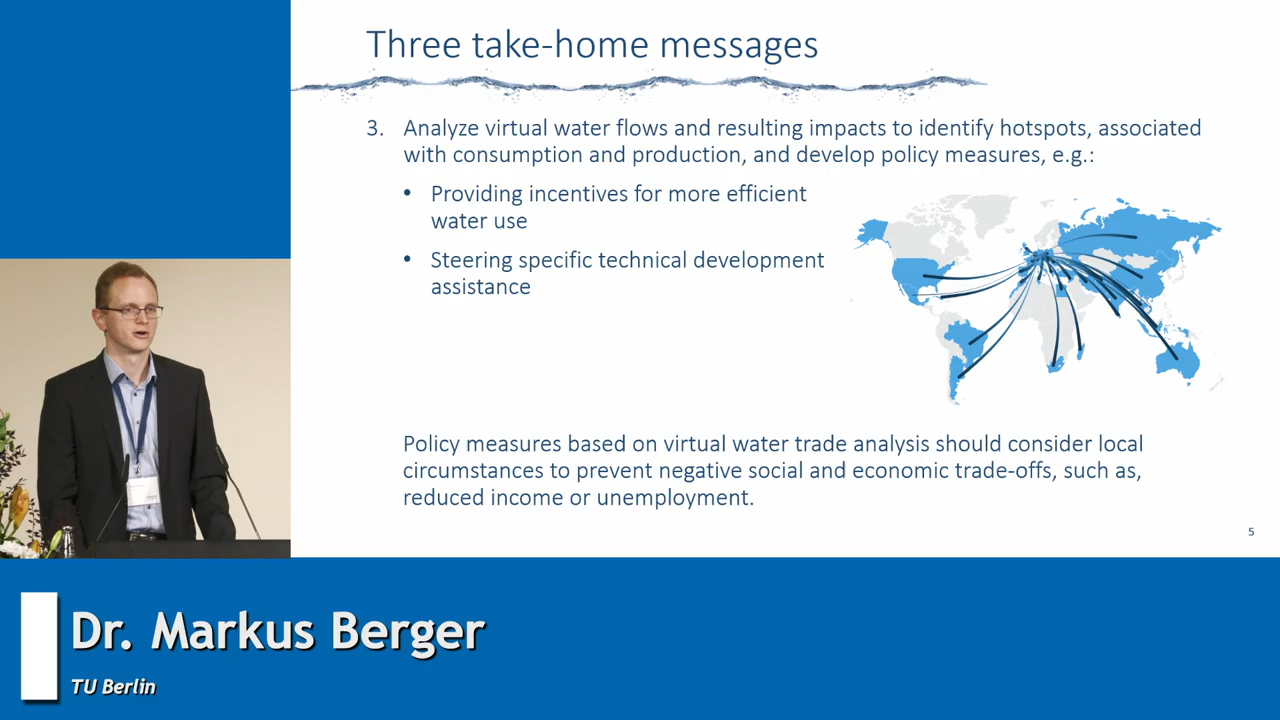 Three take-home messages
3. Analyze virtual water flows and resulting impacts to identify hotspots, associated
with consumption and production, and develop policy measures, e.g.:
• Providing incentives for more efficient
water use
• Steering specific technical development
assistance
Policy measures based on virtual water trade analysis should consider local
circumstances to prevent negative social and economic trade-offs, such as,
reduced income or unemployment.
5
Dr. Markus Berger
TU Berlin